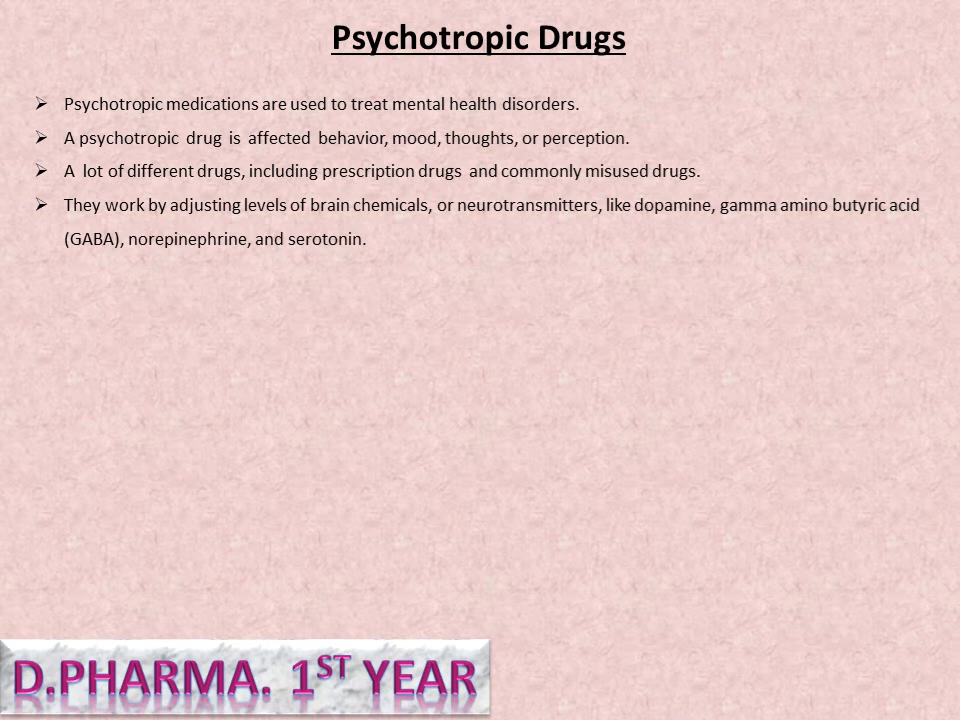 Psychotropic Drugs
➢ Psychotropic medications are used to treat mental health disorders.
➢ A psychotropic drug is affected behavior, mood, thoughts, or perception.
➢ A lot of different drugs, including prescription drugs and commonly misused drugs.
➢ They work by adjusting levels of brain chemicals, or neurotransmitters, like dopamine, gamma amino butyric acid
(GABA), norepinephrine, and serotonin.
D.PHARMA. 1ST YEAR